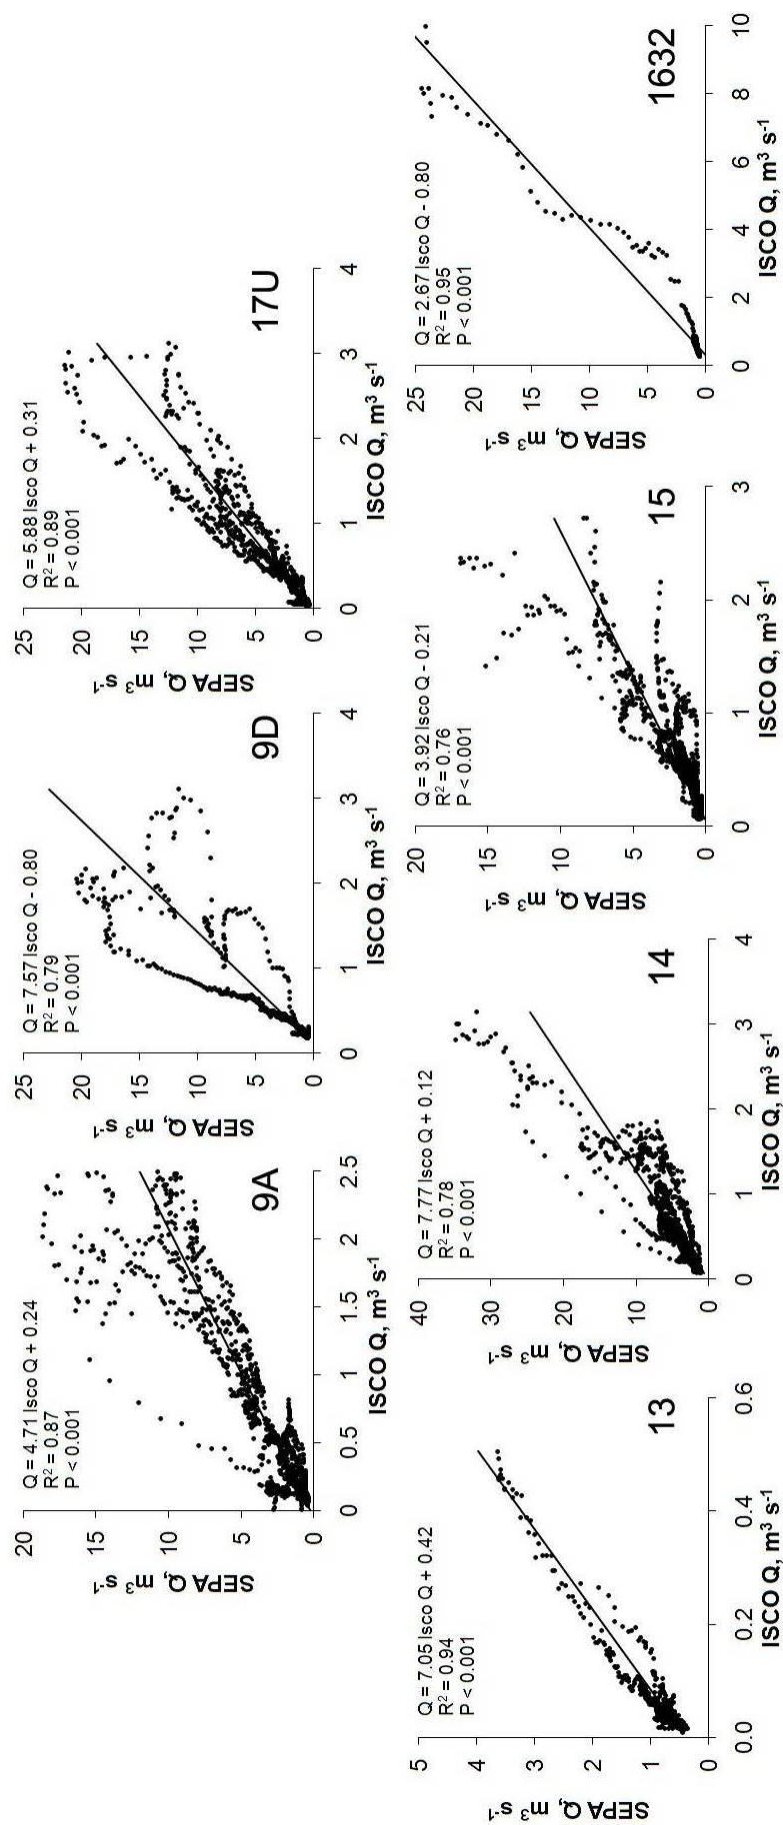 Q = 4.71 Isco Q + 0.24
R² = 0.87
P < 0.001
9A
20
15
10
5
0
SEPA Q, m³ s⁻¹
0
0.5
1
1.5
2
2.5
ISCO Q, m³ s⁻¹
Q = 7.57 Isco Q - 0.80
R² = 0.79
P < 0.001
9D
25
20
15
10
5
0
SEPA Q, m³ s⁻¹
0
1
2
3
4
ISCO Q, m³ s⁻¹
Q = 5.88 Isco Q + 0.31
R² = 0.89
P < 0.001
17U
25
20
15
10
5
0
SEPA Q, m³ s⁻¹
0
1
2
3
4
ISCO Q, m³ s⁻¹
Q = 7.05 Isco Q + 0.42
R² = 0.94
P < 0.001
13
5
4
3
2
1
0
SEPA Q, m³ s⁻¹
0.0
0.2
0.4
0.6
ISCO Q, m³ s⁻¹
Q = 7.77 Isco Q + 0.12
R² = 0.78
P < 0.001
14
40
30
20
10
0
SEPA Q, m³ s⁻¹
0
1
2
3
4
ISCO Q, m³ s⁻¹
Q = 3.92 Isco Q - 0.21
R² = 0.76
P < 0.001
15
20
15
10
5
0
SEPA Q, m³ s⁻¹
0
1
2
3
ISCO Q, m³ s⁻¹
Q = 2.67 Isco Q - 0.80
R² = 0.95
P < 0.001
1632
25
20
15
10
5
0
SEPA Q, m³ s⁻¹
0
2
4
6
8
10
ISCO Q, m³ s⁻¹